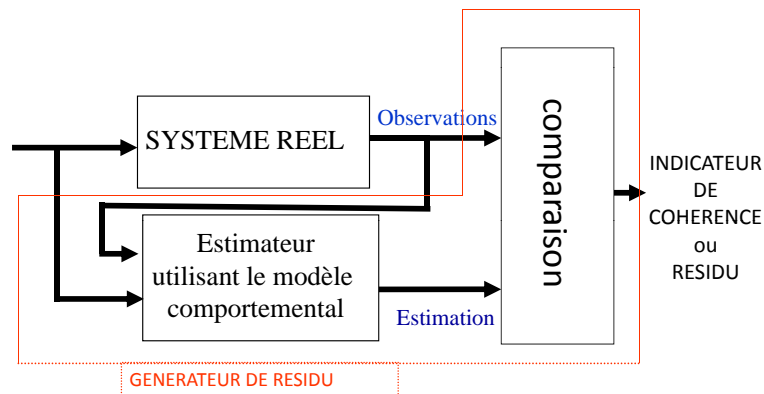 SYSTEME REEL
Observations
comparaison
INDICATEUR
DE
COHERENCE
ou
RESIDU
Estimateur
utilisant le modèle
comportemental
Estimation
GENERATEUR DE RESIDU